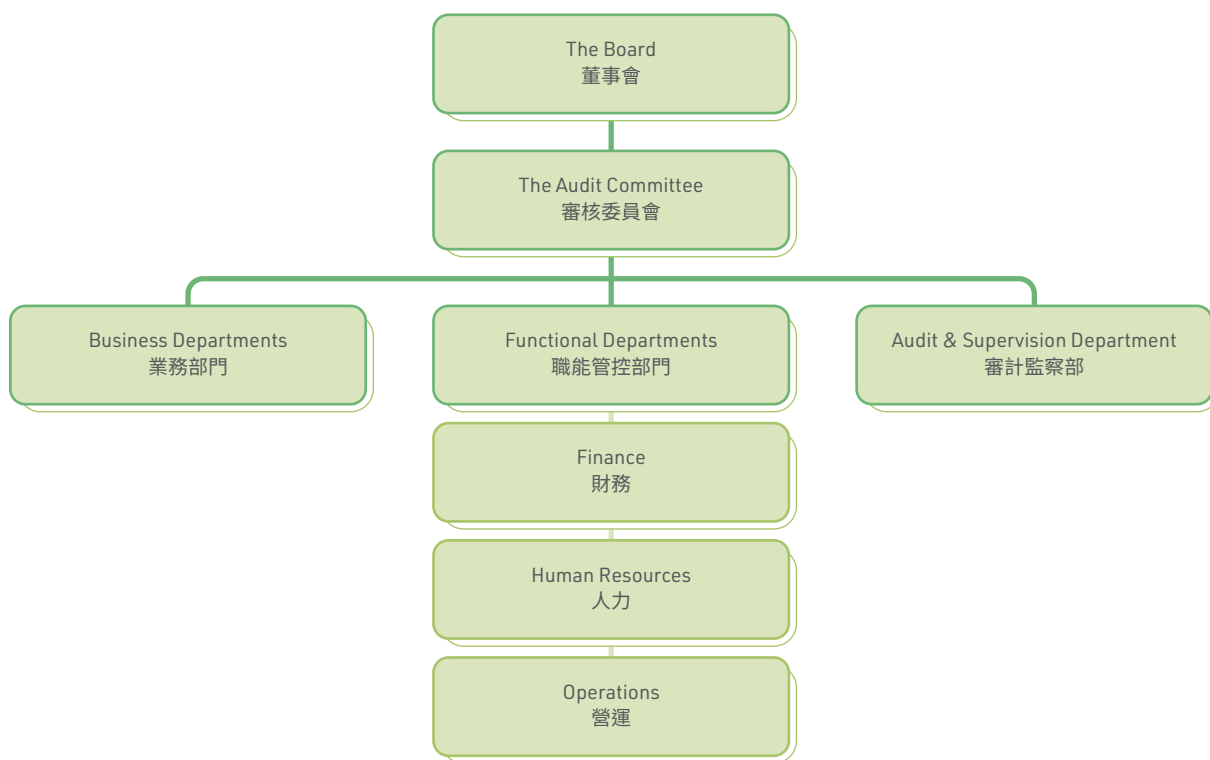 The Board
董事會
The Audit Committee
審核委員會
Business Departments
業務部門
Functional Departments
職能管控部門
Audit & Supervision Department
審計監察部
Finance
財務
Human Resources
人力
Operations
營運